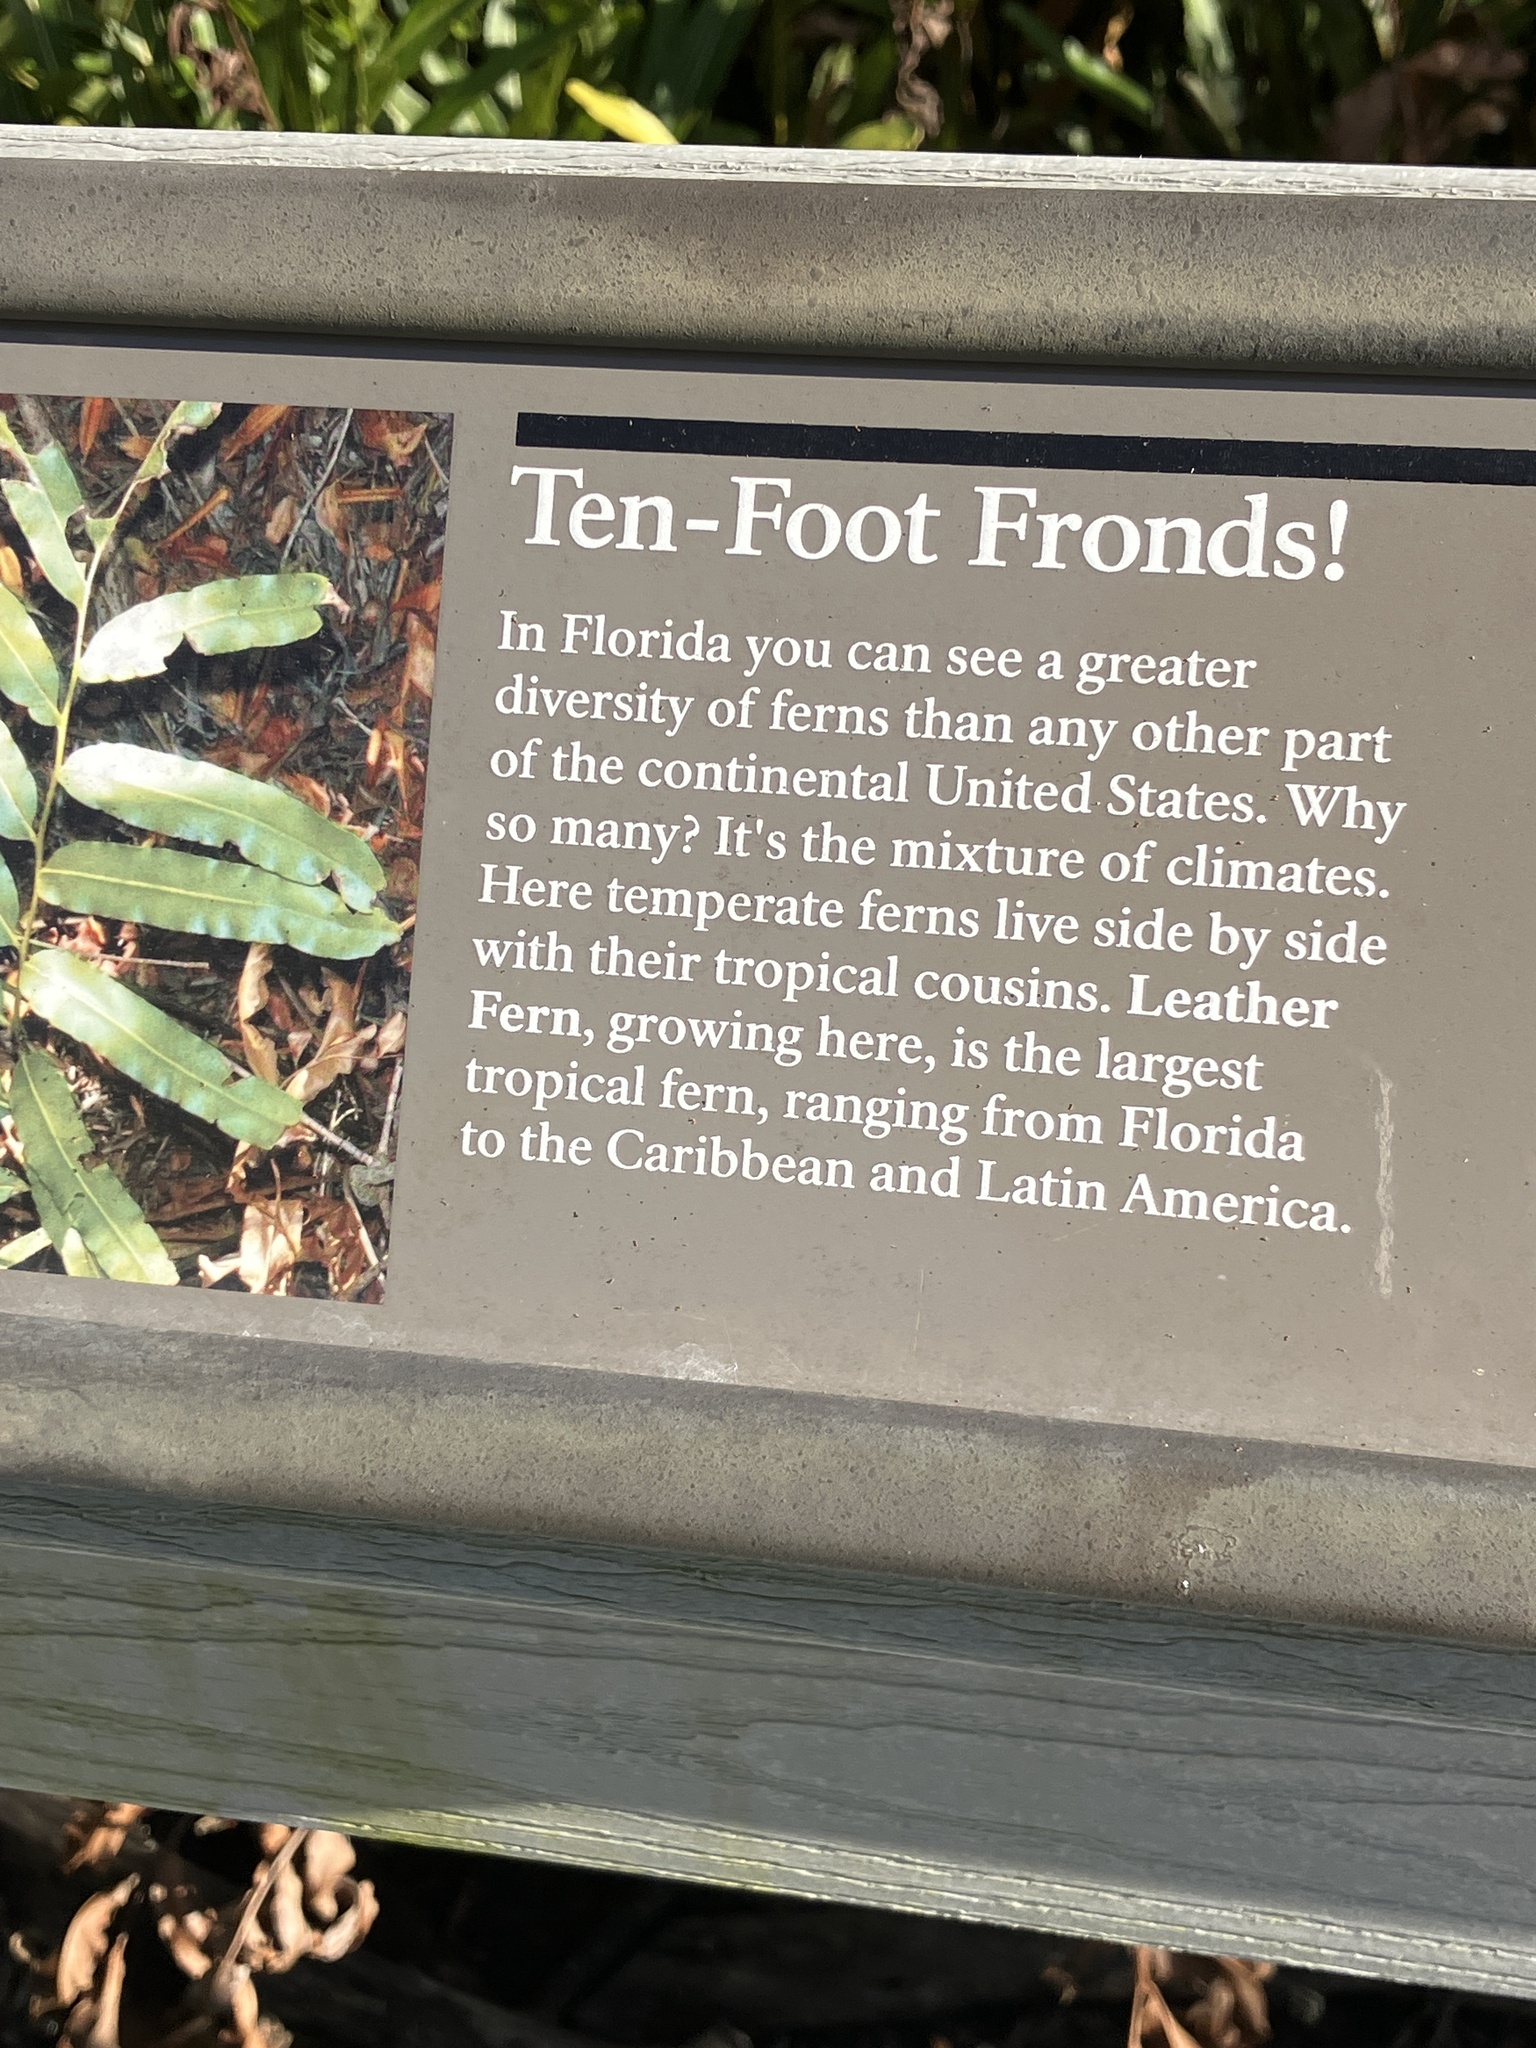 Ten-Foot Fronds!
In Florida you can see a greater
diversity of ferns than any other part
of the continental United States. Why
so many? It's the mixture of climates.
Here temperate ferns live side by side
with their tropical cousins. Leather
Fern, growing here, is the largest
tropical fern, ranging from Florida
to the Caribbean and Latin America.